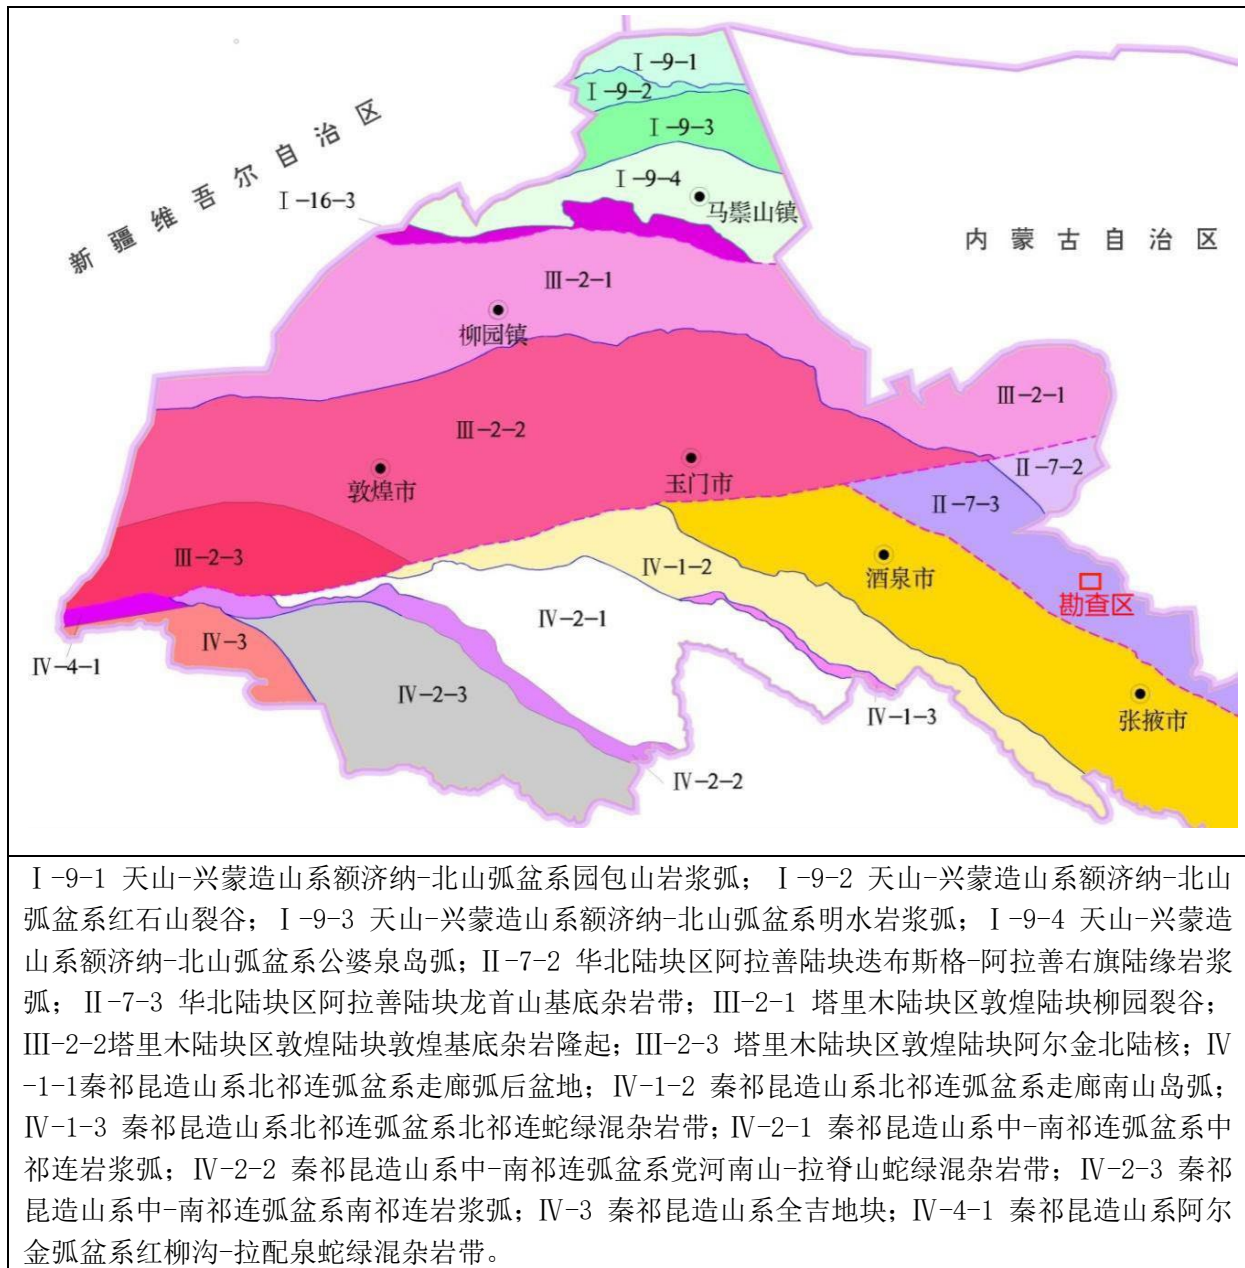 Ⅰ-9-1
Ⅰ-9-2
Ⅰ-9-3
Ⅰ-9-4
马鬃山镇
Ⅰ-16-3
新疆维吾尔自治区
内蒙古自治区
Ⅲ-2-1
柳园镇
Ⅲ-2-1
Ⅲ-2-2
Ⅱ-7-2
敦煌市
玉门市
Ⅱ-7-3
Ⅲ-2-3
Ⅳ-1-2
酒泉市
勘查区
Ⅳ-2-1
Ⅳ-3
Ⅳ-4-1
Ⅳ-2-3
Ⅳ-1-3
张掖市
Ⅳ-2-2
Ⅰ-9-1 天山-兴蒙造山系额济纳-北山弧盆系园包山岩浆弧；Ⅰ-9-2 天山-兴蒙造山系额济纳-北山
弧盆系红石山裂谷；Ⅰ-9-3 天山-兴蒙造山系额济纳-北山弧盆系明水岩浆弧；Ⅰ-9-4 天山-兴蒙造
山系额济纳-北山弧盆系公婆泉岛弧；Ⅱ-7-2 华北陆块区阿拉善陆块迭布斯格-阿拉善右旗陆缘岩浆
弧；Ⅱ-7-3 华北陆块区阿拉善陆块龙首山基底杂岩带；Ⅲ-2-1 塔里木陆块区敦煌陆块柳园裂谷；
Ⅲ-2-2塔里木陆块区敦煌陆块敦煌基底杂岩隆起；Ⅲ-2-3 塔里木陆块区敦煌陆块阿尔金北陆核；Ⅳ
-1-1秦祁昆造山系北祁连弧盆系走廊弧后盆地；Ⅳ-1-2 秦祁昆造山系北祁连弧盆系走廊南山岛弧；
Ⅳ-1-3 秦祁昆造山系北祁连弧盆系北祁连蛇绿混杂岩带；Ⅳ-2-1 秦祁昆造山系中-南祁连弧盆系中
祁连岩浆弧；Ⅳ-2-2 秦祁昆造山系中-南祁连弧盆系党河南山-拉脊山蛇绿混杂岩带；Ⅳ-2-3 秦祁
昆造山系中-南祁连弧盆系南祁连岩浆弧；Ⅳ-3 秦祁昆造山系全吉地块；Ⅳ-4-1 秦祁昆造山系阿尔
金弧盆系红柳沟-拉配泉蛇绿混杂岩带。